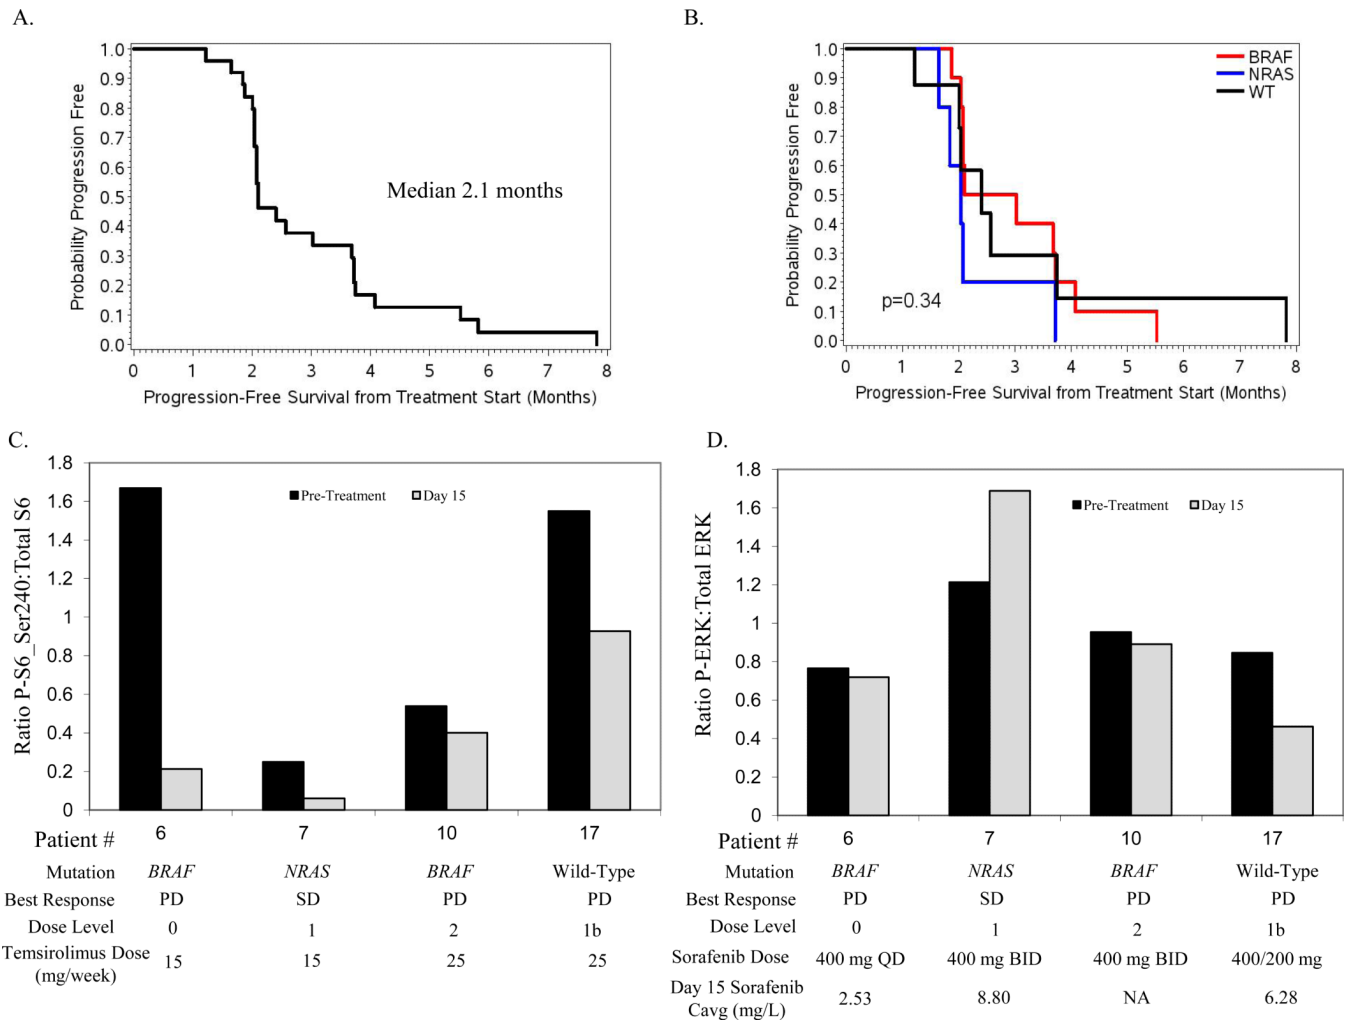 A.
1.0
0.9
0.8
0.7
0.6
0.5
0.4
0.3
0.2
0.1
0.0
Probability Progression Free
Median 2.1 months
0 1 2 3 4 5 6 7 8
Progression-Free Survival from Treatment Start (Months)
B.
1.0
0.9
0.8
0.7
0.6
0.5
0.4
0.3
0.2
0.1
0.0
Probability Progression Free
BRAF
NRAS
WT
p=0.34
0 1 2 3 4 5 6 7 8
Progression-Free Survival from Treatment Start (Months)
C.
1.8
1.6
1.4
1.2
1
0.8
0.6
0.4
0.2
0
Ratio P-S6_Ser240:Total S6
Pre-Treatment Day 15
Patient # 6 7 10 17
Mutation BRAF NRAS BRAF Wild-Type
Best Response PD SD PD PD
Dose Level 0 1 2 1b
Temsirolimus Dose
(mg/week) 15 15 25 25
D.
1.8
1.6
1.4
1.2
1
0.8
0.6
0.4
0.2
0
Ratio P-ERK:Total ERK
Pre-Treatment Day 15
Patient # 6 7 10 17
Mutation BRAF NRAS BRAF Wild-Type
Best Response PD SD PD PD
Dose Level 0 1 2 1b
Sorafenib Dose 400 mg QD 400 mg BID 400 mg BID 400/200 mg
Day 15 Sorafenib
Cavg (mg/L) 2.53 8.80 NA 6.28